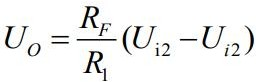 U_O = \frac{R_F}{R_1}(U_{i2} - U_{i2})